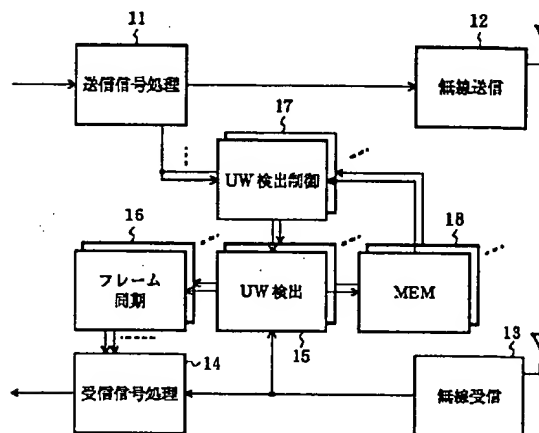 11
送信信号処理
12
無線送信
17
UW検出制御
16
フレーム
同期
UW検出
15
18
MEM
14
受信信号処理
13
無線受信